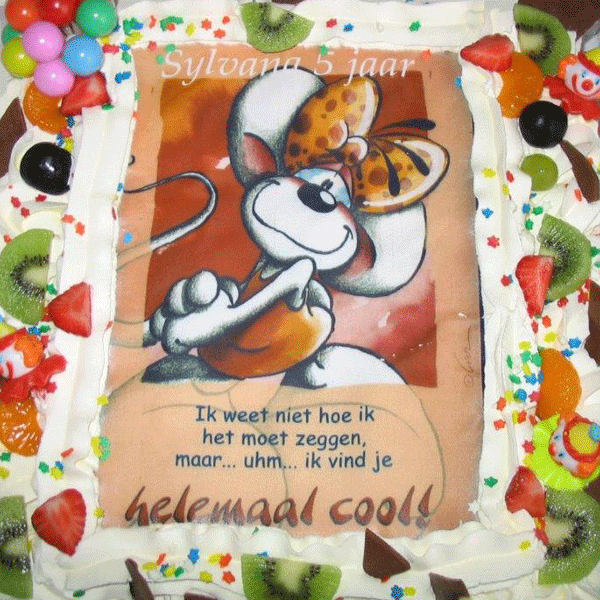 Sylvana 5 jaar
Ik weet niet hoe ik
het moet zeggen,
maar... uhm... ik vind je
helemaal cool!